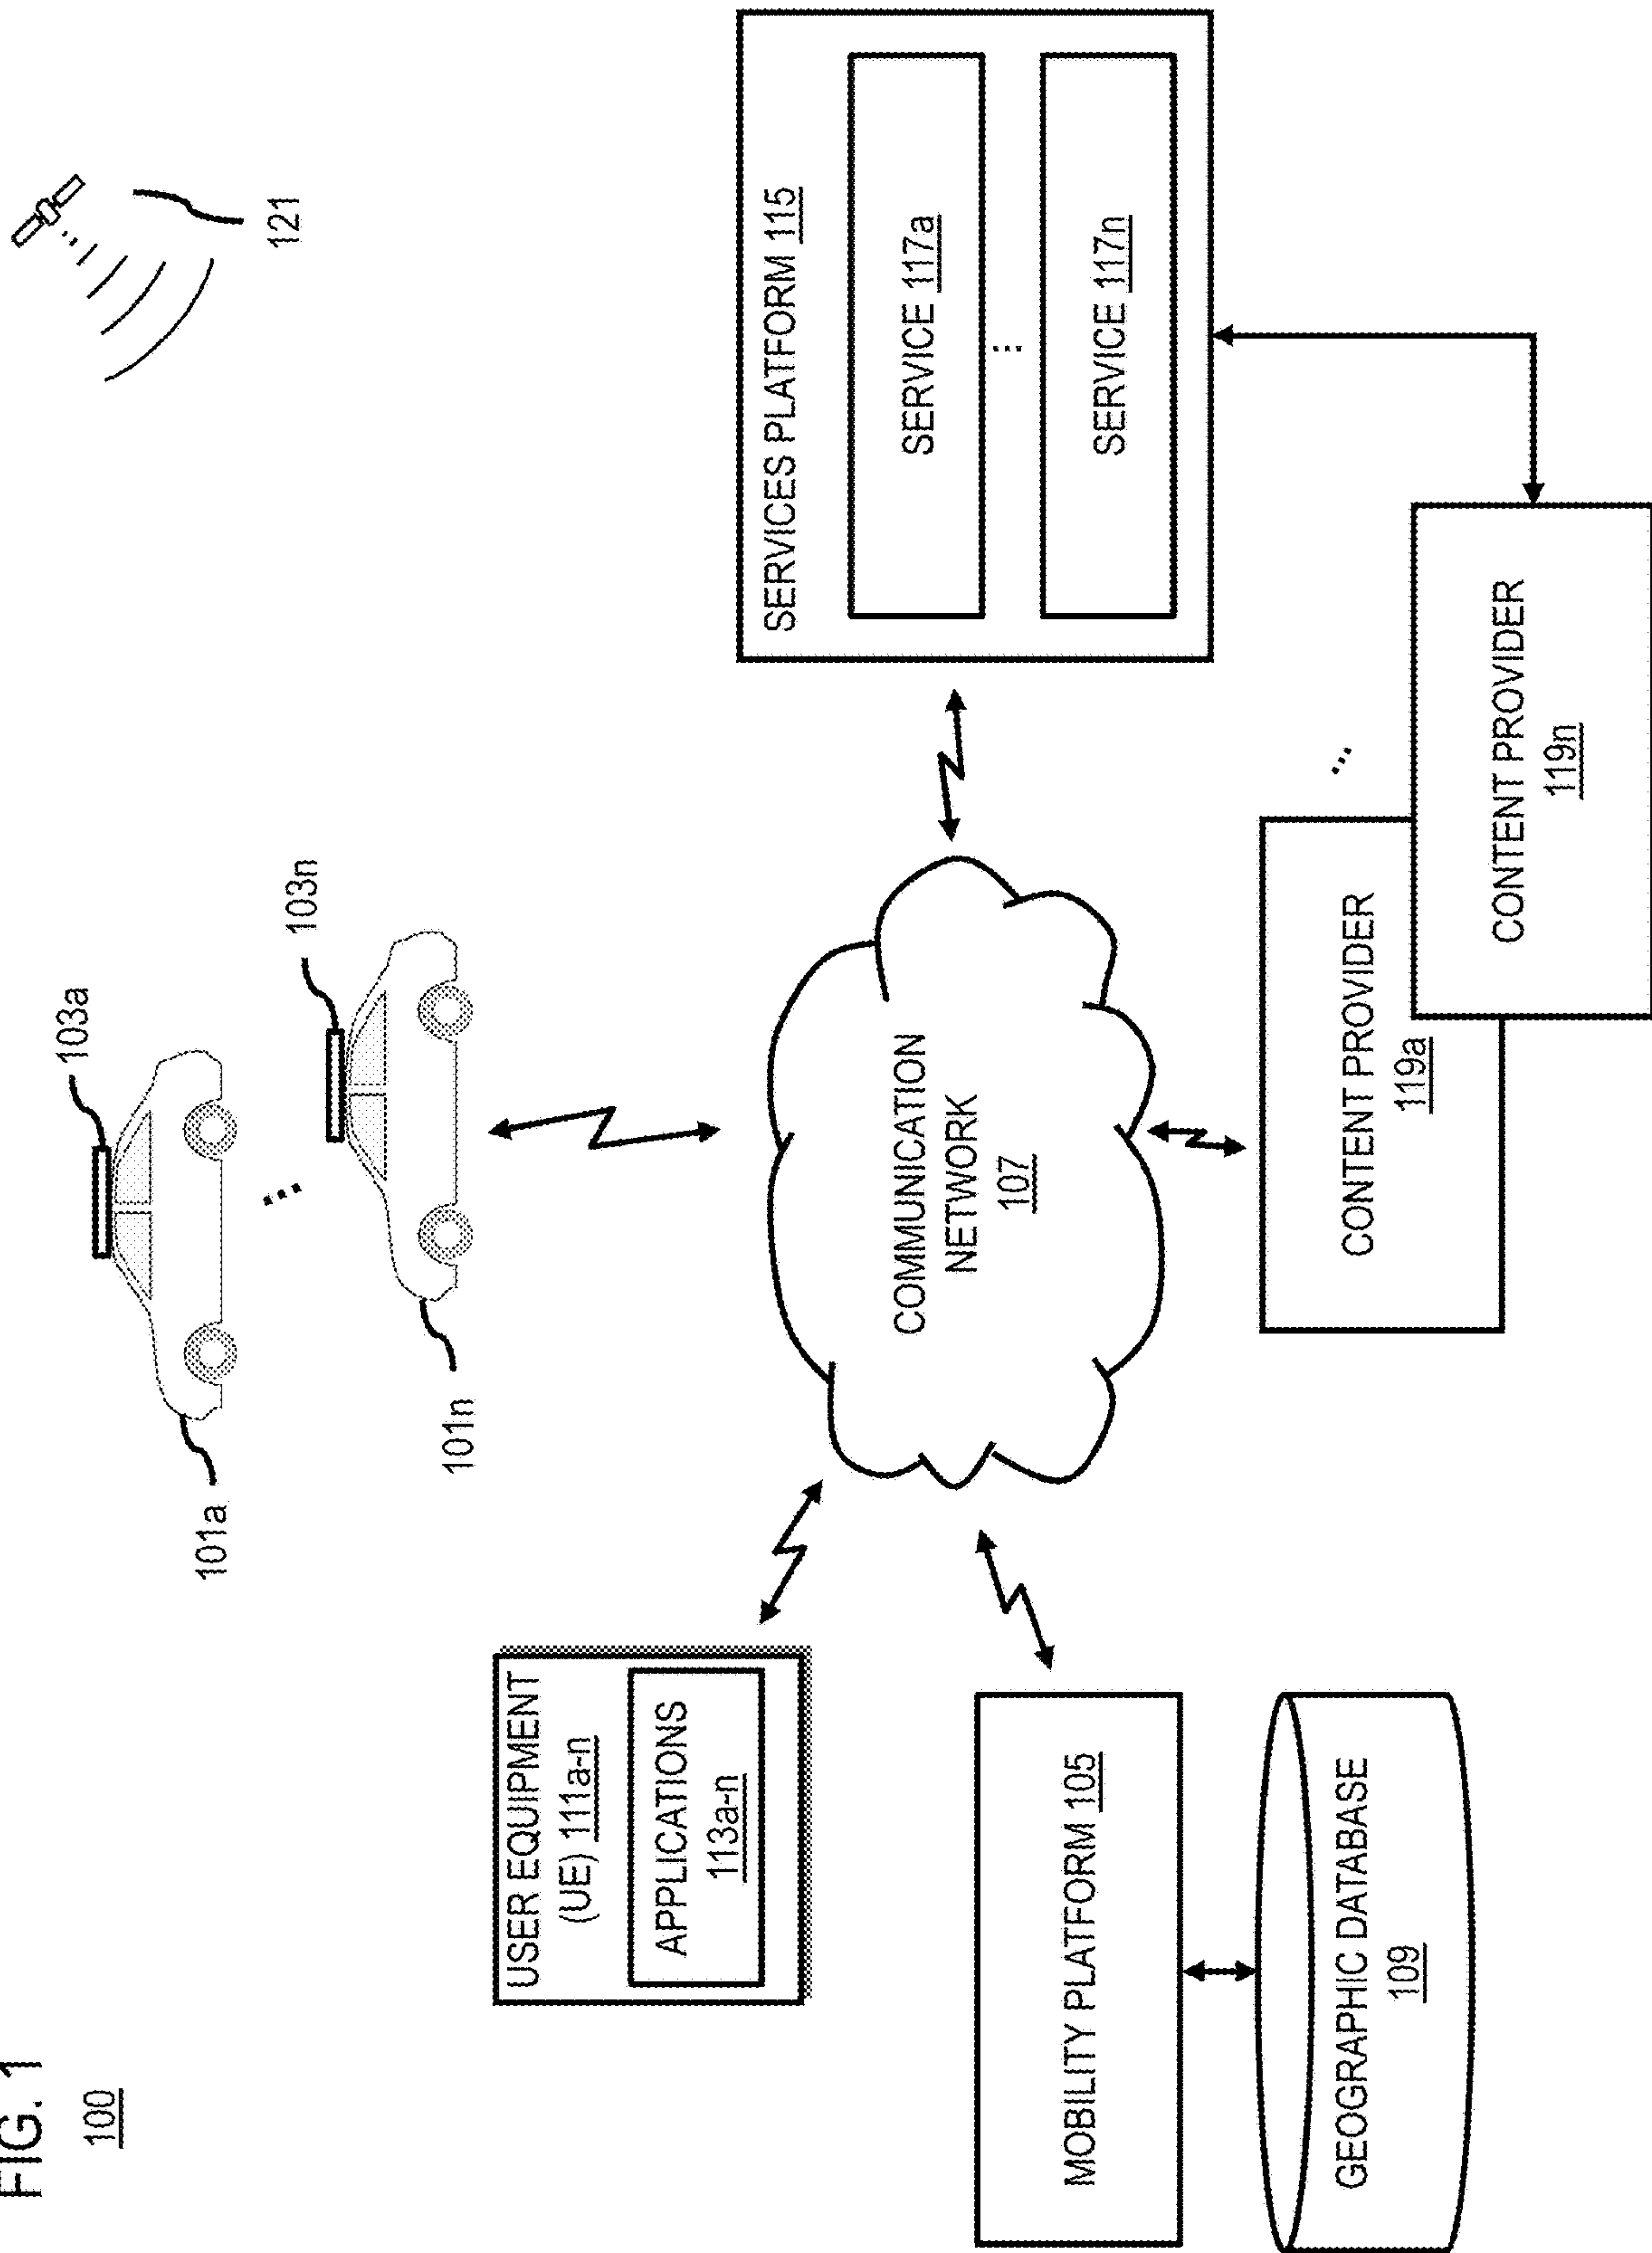 FIG. 1
100
103a
101a
...
103n
101n
121
USER EQUIPMENT
(UE) 111a-n
APPLICATIONS
113a-n
SERVICES PLATFORM 115
SERVICE 117a
...
SERVICE 117n
COMMUNICATION
NETWORK
107
MOBILITY PLATFORM 105
GEOGRAPHIC DATABASE
109
CONTENT PROVIDER
119a
...
CONTENT PROVIDER
119n